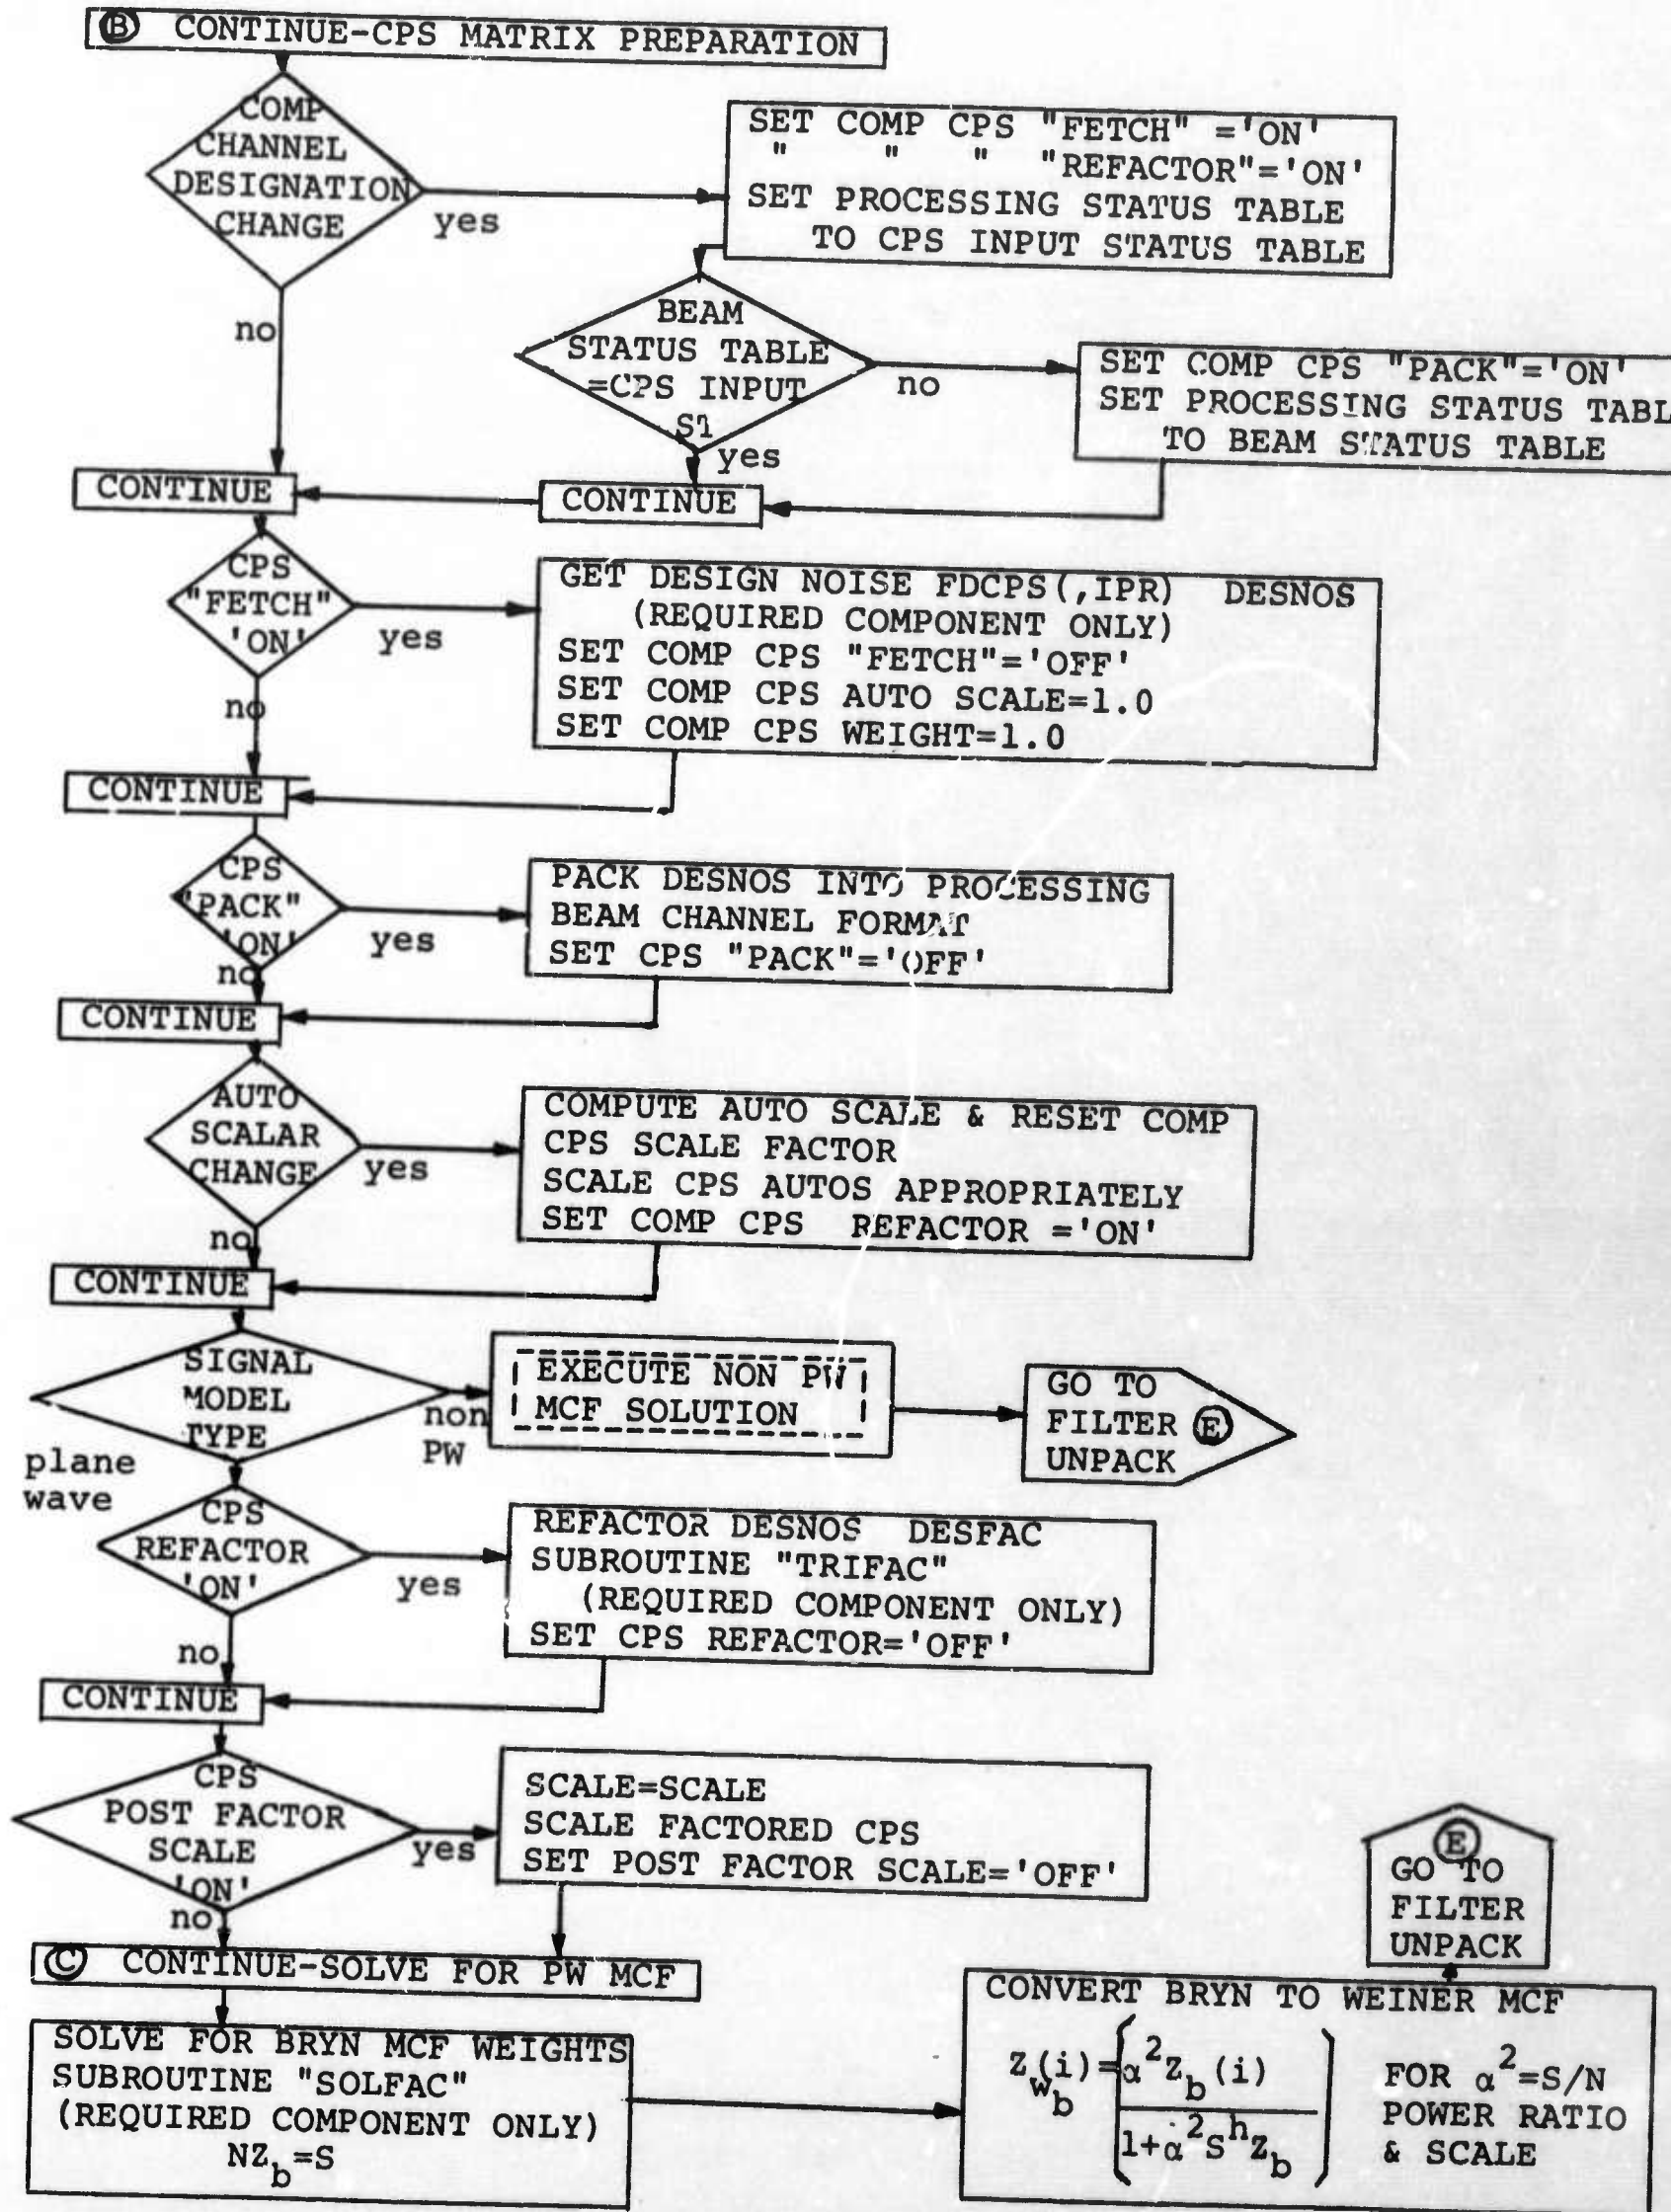 Ⓑ CONTINUE-CPS MATRIX PREPARATION
COMP
CHANNEL
DESIGNATION
CHANGE
yes
no
SET COMP CPS "FETCH" ='ON'
" " " "REFACTOR"='ON'
SET PROCESSING STATUS TABLE
TO CPS INPUT STATUS TABLE
BEAM
STATUS TABLE
=CPS INPUT
no
yes
SET COMP CPS "PACK"='ON'
SET PROCESSING STATUS TABL
TO BEAM STATUS TABLE
CONTINUE
CONTINUE
CPS
"FETCH"
'ON'
yes
no
GET DESIGN NOISE FDCPS(,IPR) DESNOS
(REQUIRED COMPONENT ONLY)
SET COMP CPS "FETCH"='OFF'
SET COMP CPS AUTO SCALE=1.0
SET COMP CPS WEIGHT=1.0
CONTINUE
CPS
"PACK"
'ON'
yes
no
PACK DESNOS INTO PROCESSING
BEAM CHANNEL FORMAT
SET CPS "PACK"='OFF'
CONTINUE
AUTO
SCALAR
CHANGE
yes
no
COMPUTE AUTO SCALE & RESET COMP
CPS SCALE FACTOR
SCALE CPS AUTOS APPROPRIATELY
SET COMP CPS REFACTOR ='ON'
CONTINUE
SIGNAL
MODEL
TYPE
non
PW
plane
wave
EXECUTE NON PW
MCF SOLUTION
GO TO
FILTER Ⓔ
UNPACK
CPS
REFACTOR
'ON'
yes
no
REFACTOR DESNOS DESFAC
SUBROUTINE "TRIFAC"
(REQUIRED COMPONENT ONLY)
SET CPS REFACTOR='OFF'
CONTINUE
CPS
POST FACTOR
SCALE
'ON'
yes
no
SCALE=SCALE
SCALE FACTORED CPS
SET POST FACTOR SCALE='OFF'
Ⓔ
GO TO
FILTER
UNPACK
Ⓒ CONTINUE-SOLVE FOR PW MCF
SOLVE FOR BRYN MCF WEIGHTS
SUBROUTINE "SOLFAC"
(REQUIRED COMPONENT ONLY)
NZ_b=S
CONVERT BRYN TO WEINER MCF
Z_{w_b}(i)=(α²Z_b(i) / 1+α²S^h Z_b)
FOR α²=S/N
POWER RATIO
& SCALE